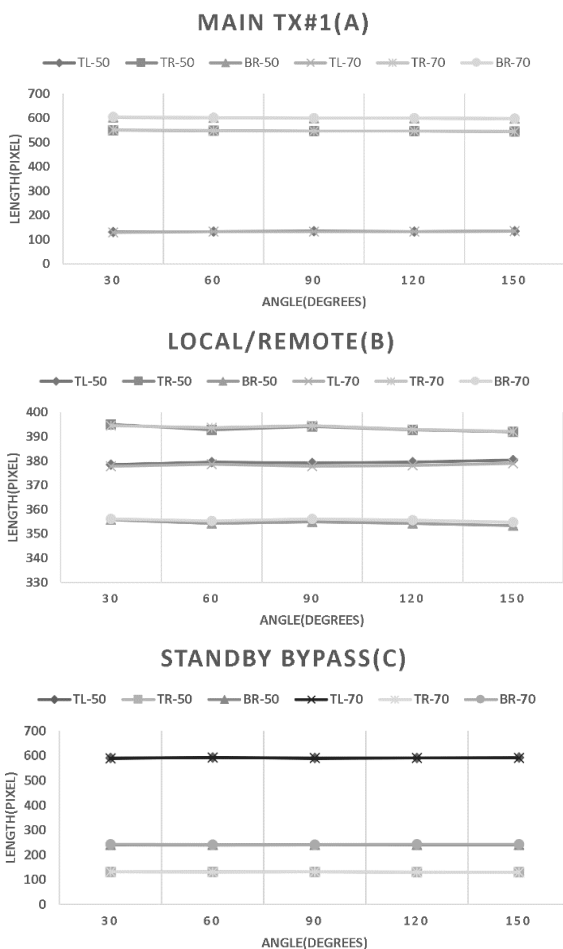 MAIN TX#1(A)
TL-50 TR-50 BR-50 TL-70 TR-70 BR-70
LENGTH(PIXEL)
700
600
500
400
300
200
100
0
30 60 90 120 150
ANGLE(DEGREES)
LOCAL/REMOTE(B)
TL-50 TR-50 BR-50 TL-70 TR-70 BR-70
LENGTH(PIXEL)
400
390
380
370
360
350
340
330
30 60 90 120 150
ANGLE(DEGREES)
STANDBY BYPASS(C)
TL-50 TR-50 BR-50 TL-70 TR-70 BR-70
LENGTH(PIXEL)
700
600
500
400
300
200
100
0
30 60 90 120 150
ANGLE(DEGREES)